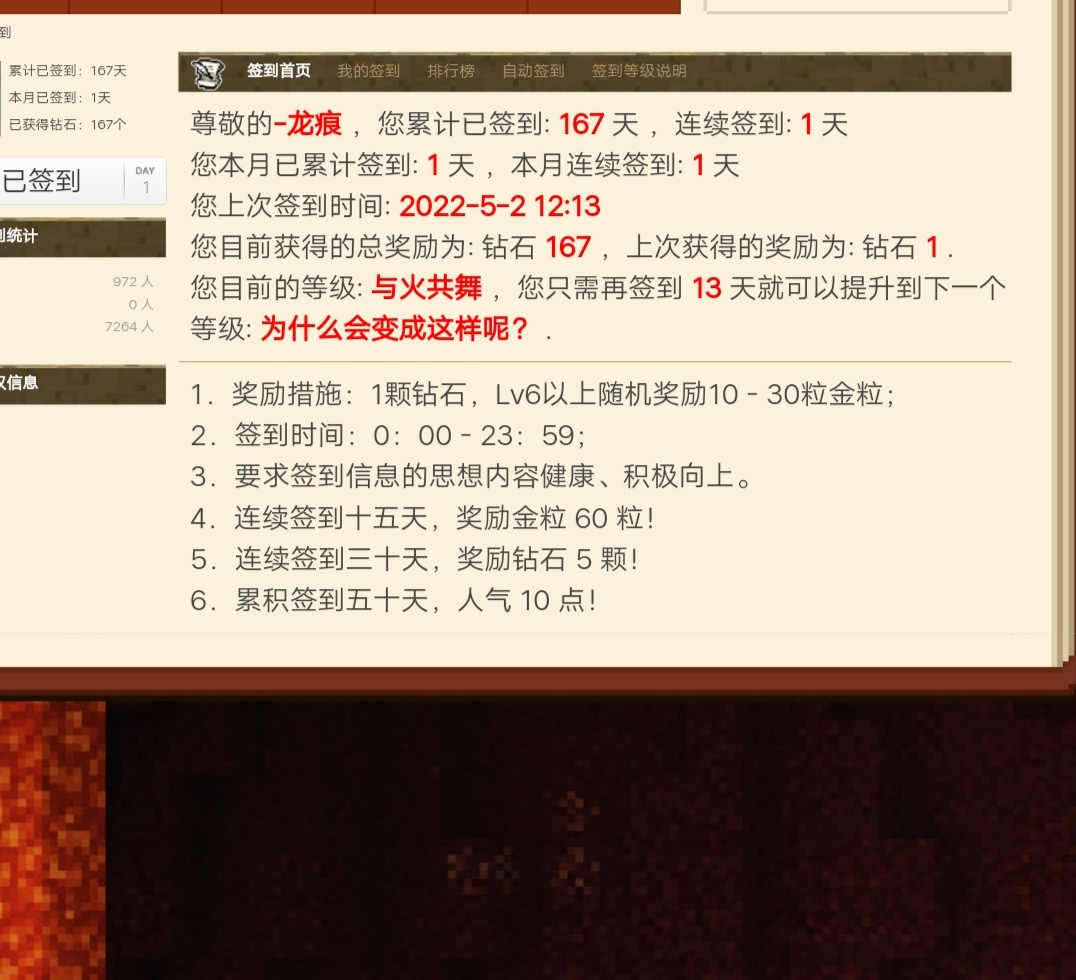 到
累计已签到: 167天
本月已签到: 1天
已获得钻石: 167个
已签到
DAY
1
统计
972 人
0 人
7264 人
信息
签到首页 我的签到 排行榜 自动签到 签到等级说明
尊敬的-龙痕 , 您累计已签到: 167 天 , 连续签到: 1 天
您本月已累计签到: 1 天 , 本月连续签到: 1 天
您上次签到时间: 2022-5-2 12:13
您目前获得的总奖励为: 钻石 167 , 上次获得的奖励为: 钻石 1 .
您目前的等级: 与火共舞 , 您只需再签到 13 天就可以提升到下一个
等级: 为什么会变成这样呢? .
1. 奖励措施：1颗钻石，Lv6以上随机奖励10 - 30粒金粒；
2. 签到时间：0：00 - 23：59；
3. 要求签到信息的思想内容健康、积极向上。
4. 连续签到十五天，奖励金粒 60 粒！
5. 连续签到三十天，奖励钻石 5 颗！
6. 累积签到五十天，人气 10 点！